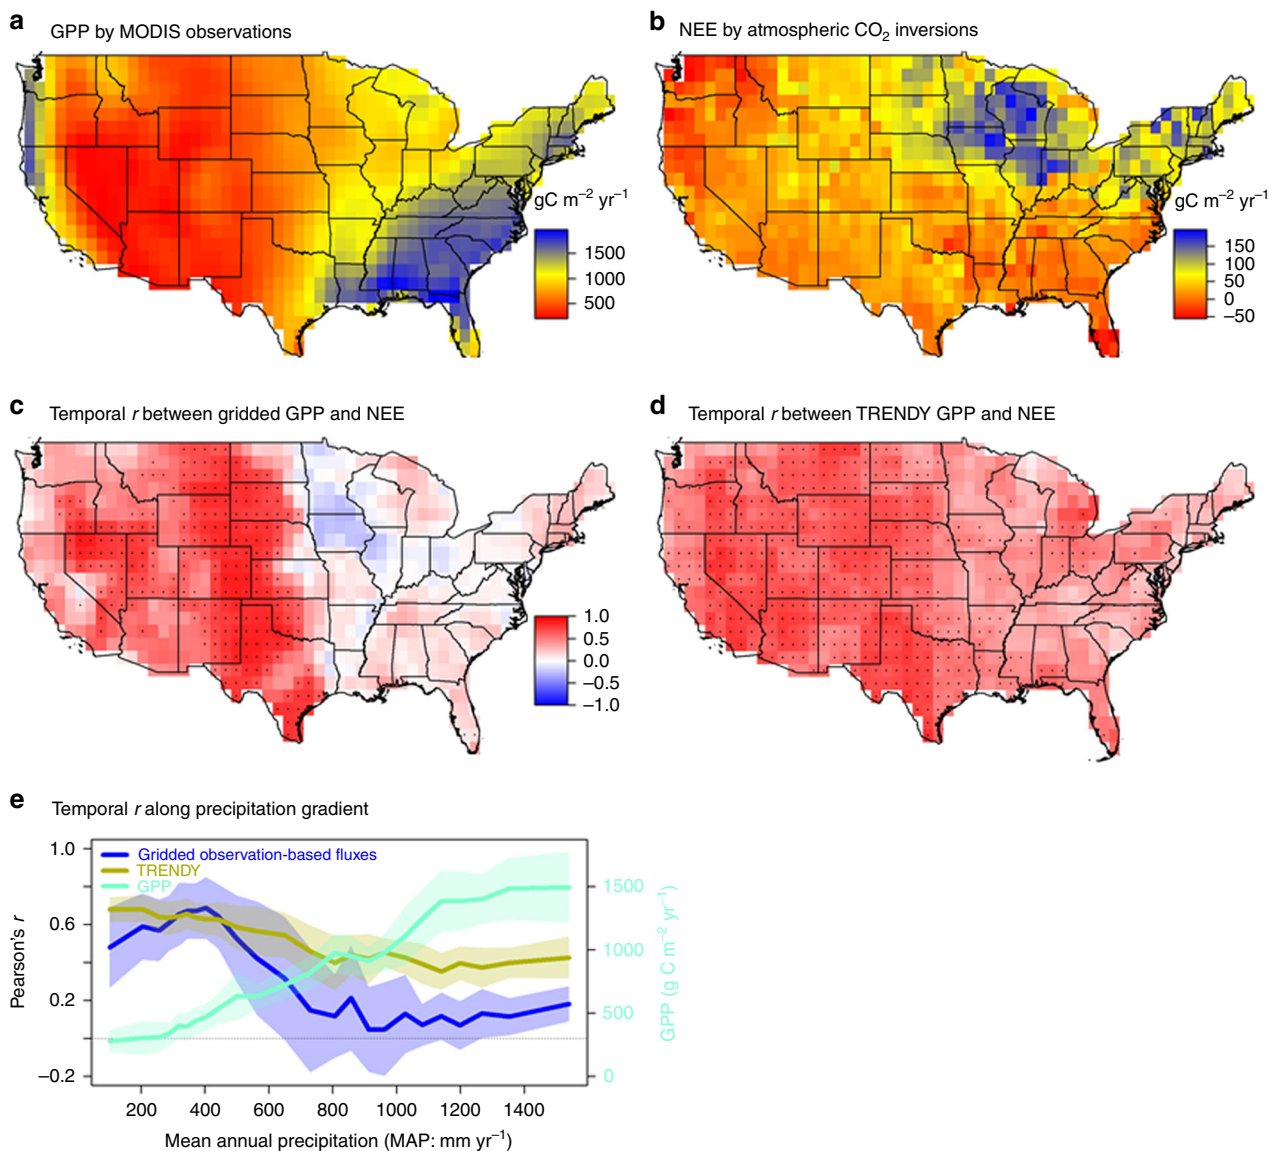 a GPP by MODIS observations
gC m⁻² yr⁻¹
1500
1000
500
b NEE by atmospheric CO₂ inversions
gC m⁻² yr⁻¹
150
100
50
0
−50
c Temporal r between gridded GPP and NEE
1.0
0.5
0.0
−0.5
−1.0
d Temporal r between TRENDY GPP and NEE
e Temporal r along precipitation gradient
Gridded observation-based fluxes
TRENDY
GPP
Pearson's r
1.0
0.6
0.2
−0.2
GPP (g C m⁻² yr⁻¹)
1500
1000
500
0
200 400 600 800 1000 1200 1400
Mean annual precipitation (MAP: mm yr⁻¹)